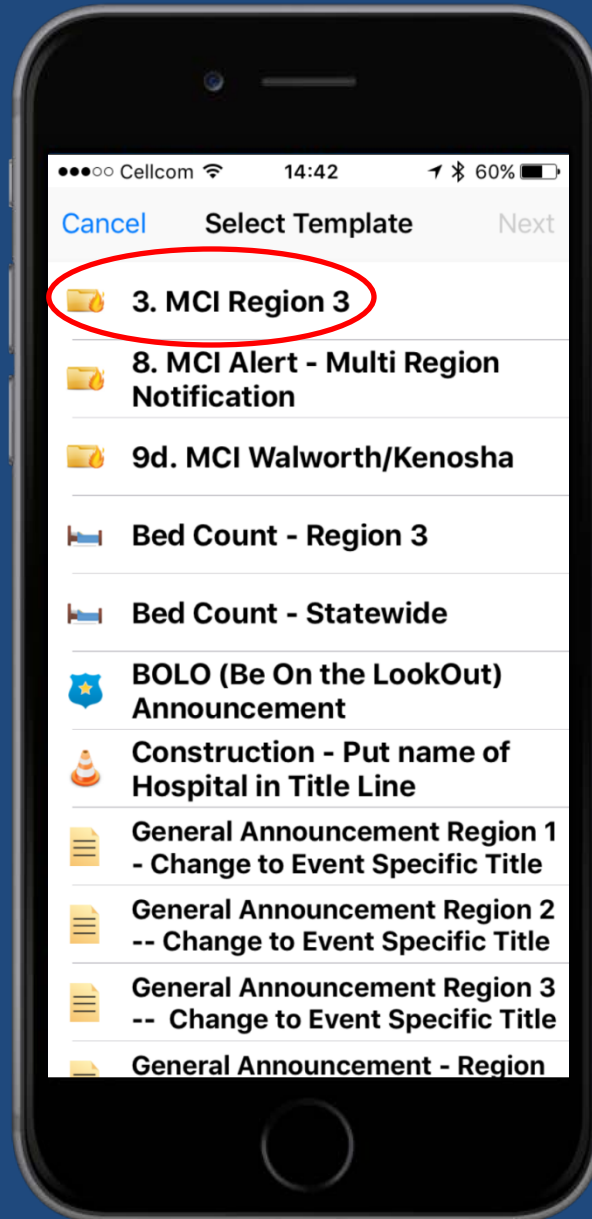 Cellcom 14:42 60%
Cancel Select Template Next
3. MCI Region 3
8. MCI Alert - Multi Region
Notification
9d. MCI Walworth/Kenosha
Bed Count - Region 3
Bed Count - Statewide
BOLO (Be On the LookOut)
Announcement
Construction - Put name of
Hospital in Title Line
General Announcement Region 1
- Change to Event Specific Title
General Announcement Region 2
-- Change to Event Specific Title
General Announcement Region 3
-- Change to Event Specific Title
General Announcement - Region